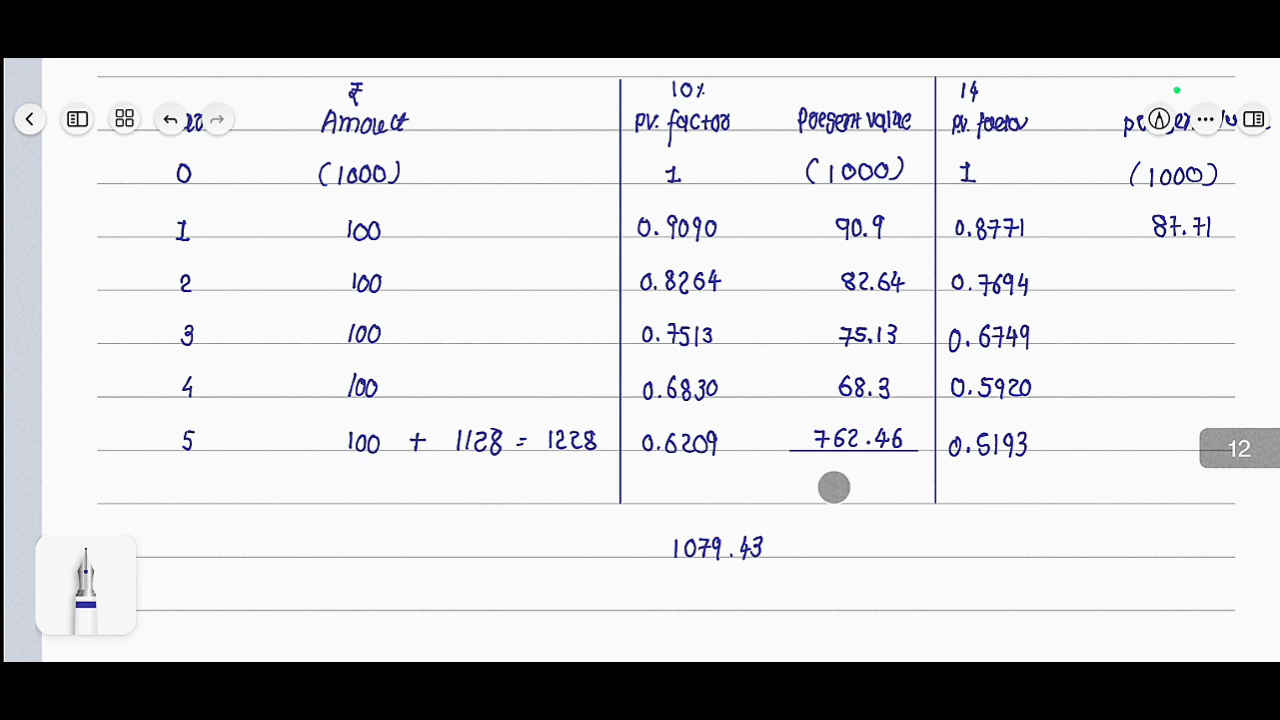 ₹ 10% 14
Amount pv. factor present value pv. factor
0 (1000) 1 (1000) 1 (1000)
1 100 0.9090 90.9 0.8771 87.71
2 100 0.8264 82.64 0.7694
3 100 0.7513 75.13 0.6749
4 100 0.6830 68.3 0.5920
5 100 + 1128 = 1228 0.6209 762.46 0.5193
12
1079.43